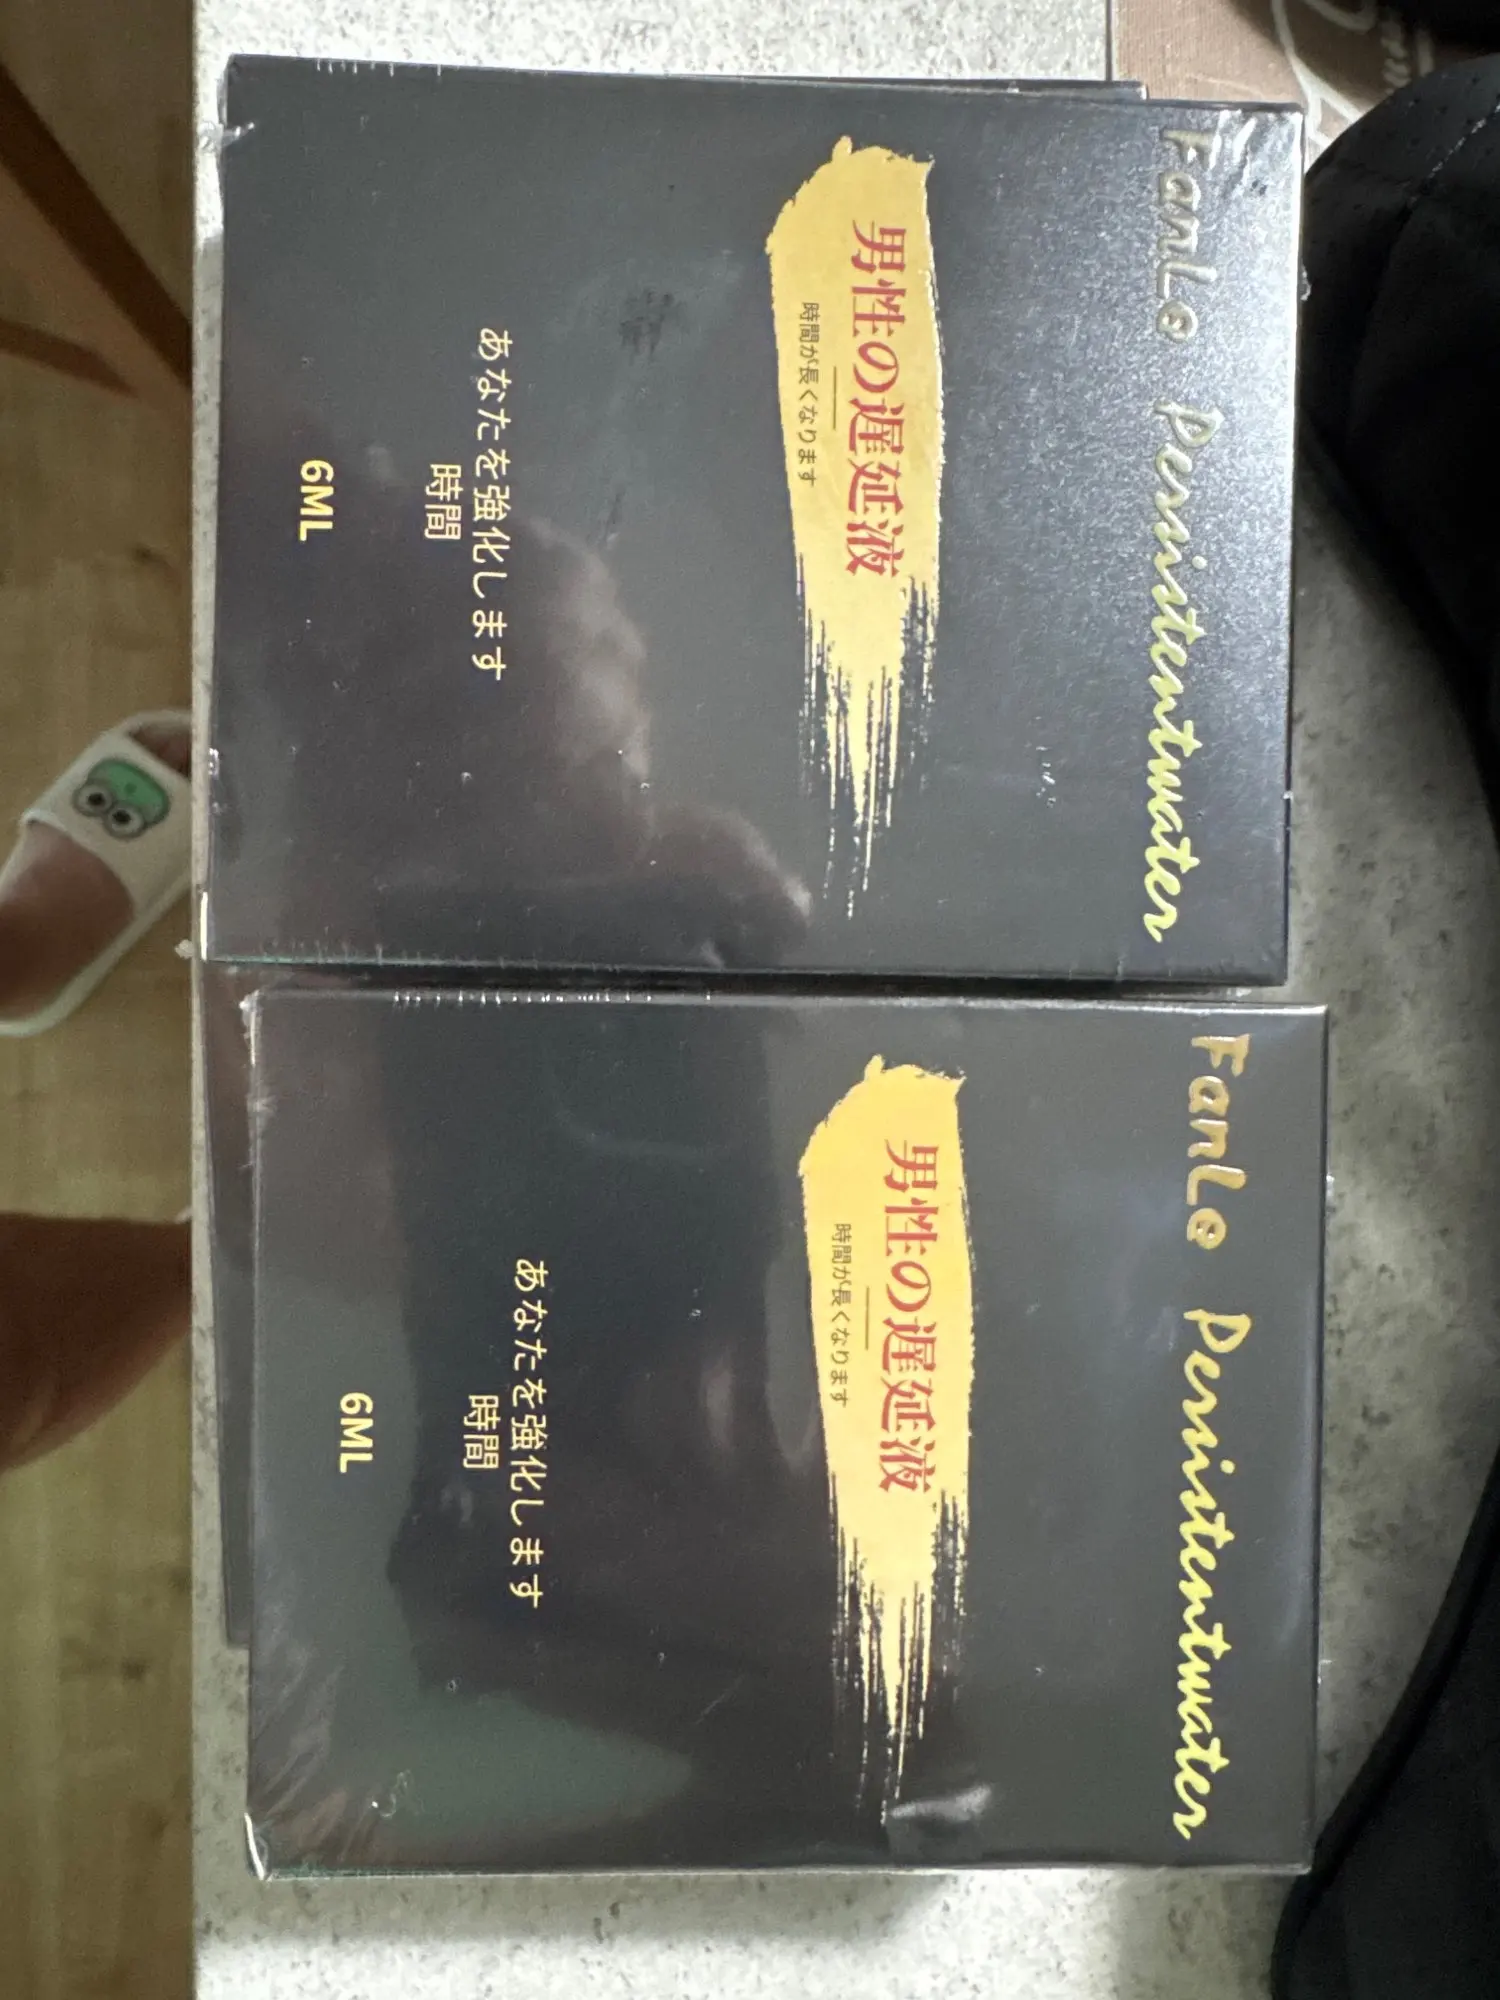 FanLe Persistentwater
男性の遅延液
時間が長くなります
あなたを強化します
時間
6ML
FanLe Persistentwater
男性の遅延液
時間が長くなります
あなたを強化します
時間
6ML